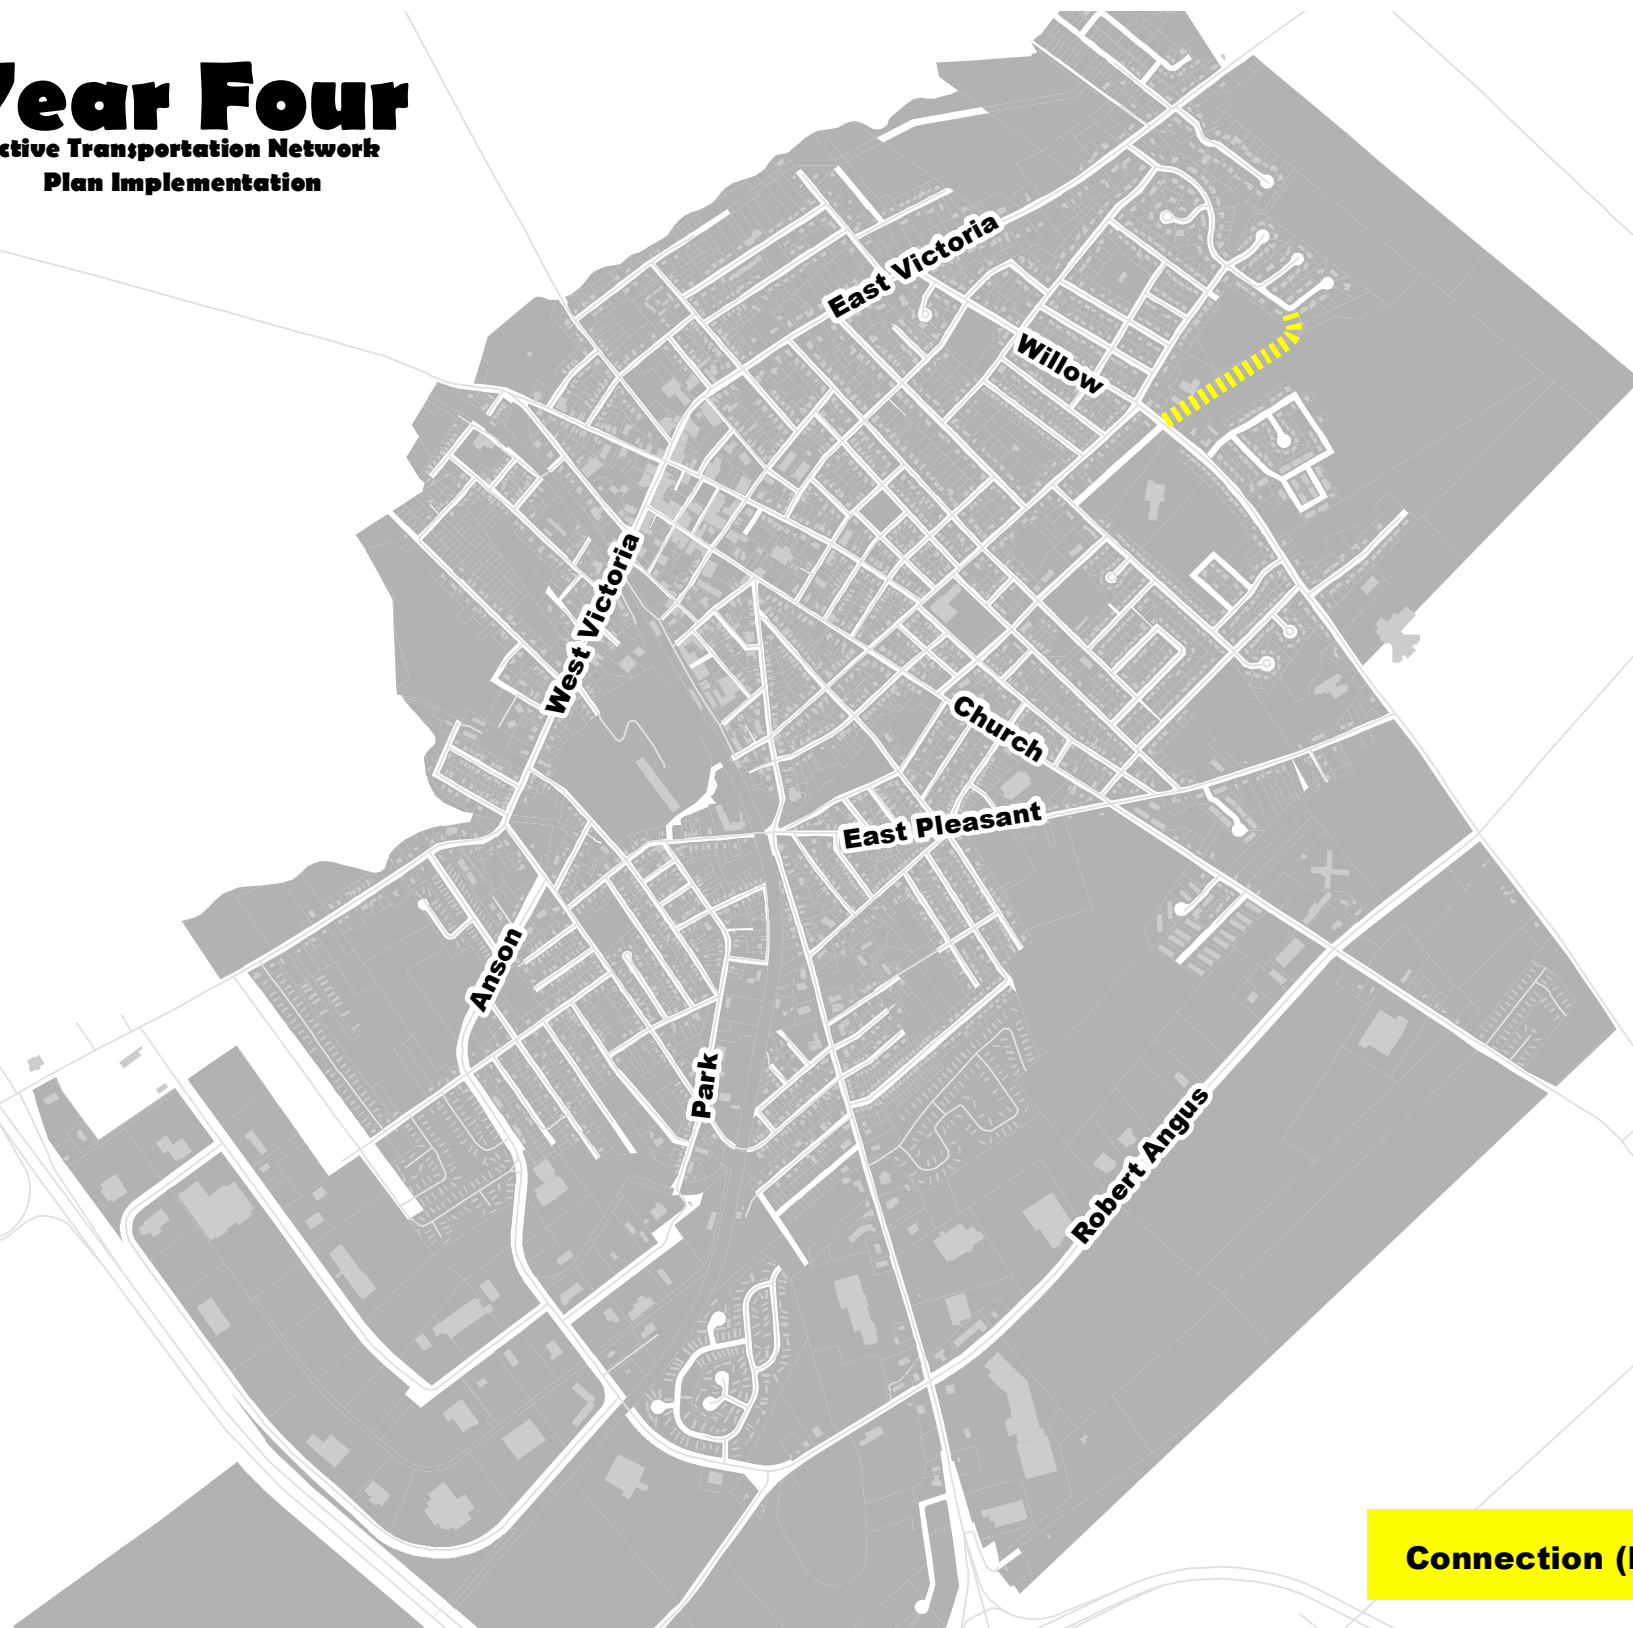 Year Four
ctive Transportation Network
Plan Implementation
East Victoria
Willow
West Victoria
Church
East Pleasant
Anson
Park
Robert Angus
Connection (